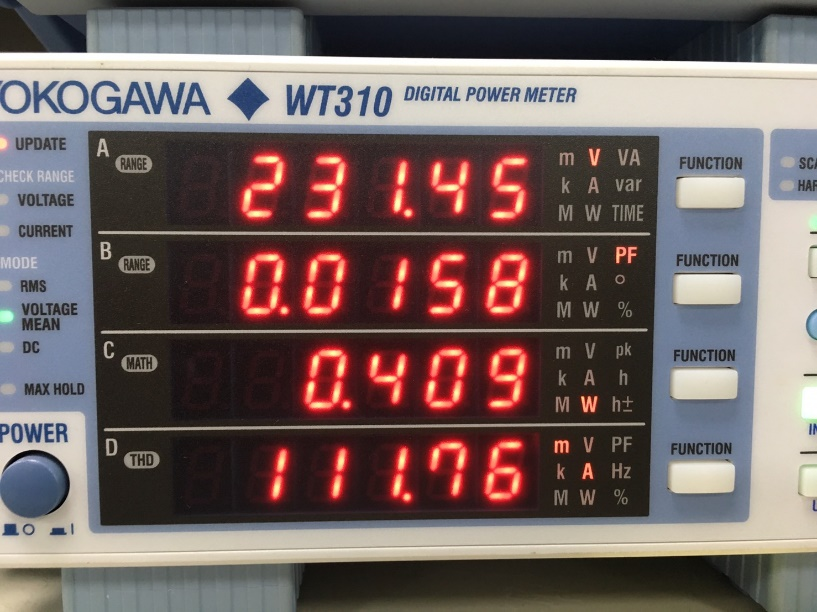 YOKOGAWA WT310 DIGITAL POWER METER
UPDATE
CHECK RANGE
VOLTAGE
CURRENT
MODE
RMS
VOLTAGE
MEAN
DC
MAX HOLD
POWER
A RANGE 231.45 m V VA
k A var
M W TIME
FUNCTION
B RANGE 0.0158 m V PF
k A °
M W %
FUNCTION
C MATH 0.409 m V pk
k A h
M W h±
FUNCTION
D THD 111.76 m V PF
k A Hz
M W %
FUNCTION